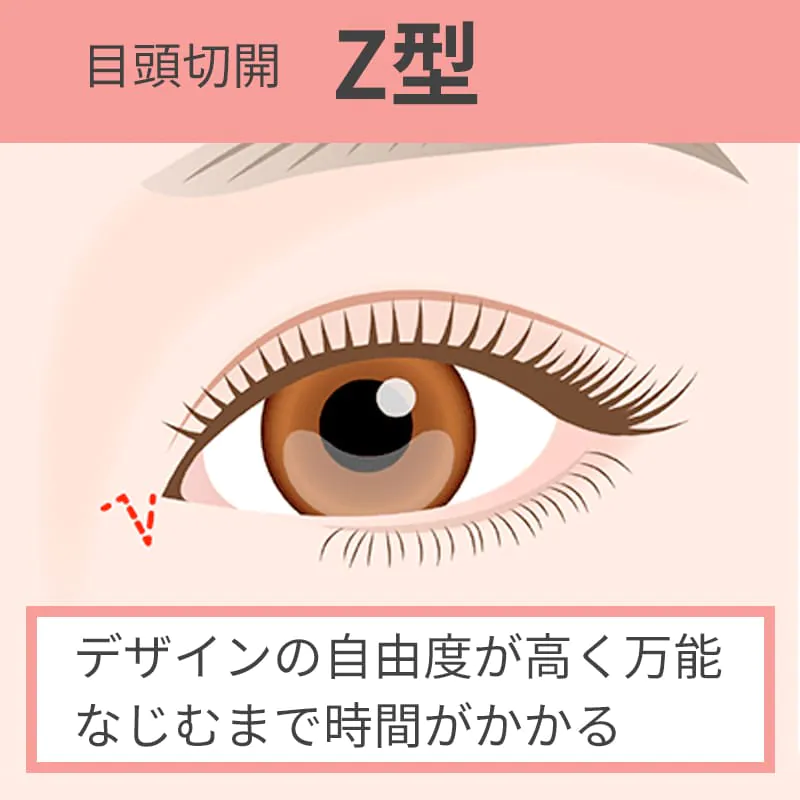 目頭切開 Z型
デザインの自由度が高く万能
なじむまで時間がかかる